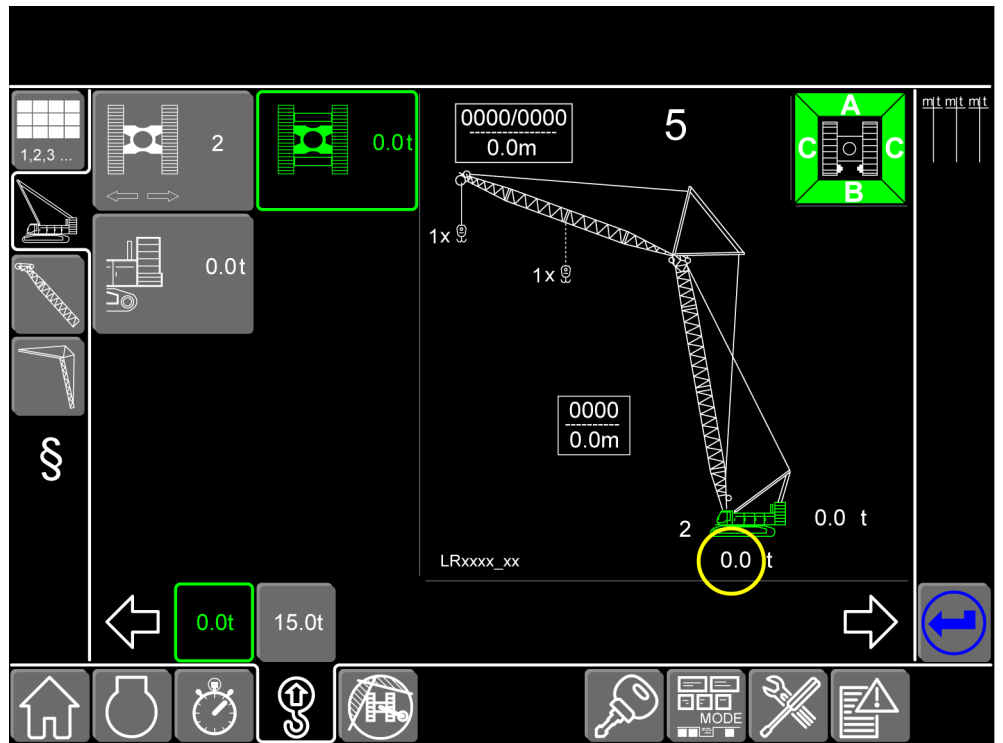 0000/0000
0.0m
5
A
C
C
B
m|t m|t m|t
1,2,3 ...
2
0.0t
0.0t
1x
1x
§
0000
0.0m
2
0.0 t
LRxxxx_xx
0.0 t
0.0t
15.0t
MODE